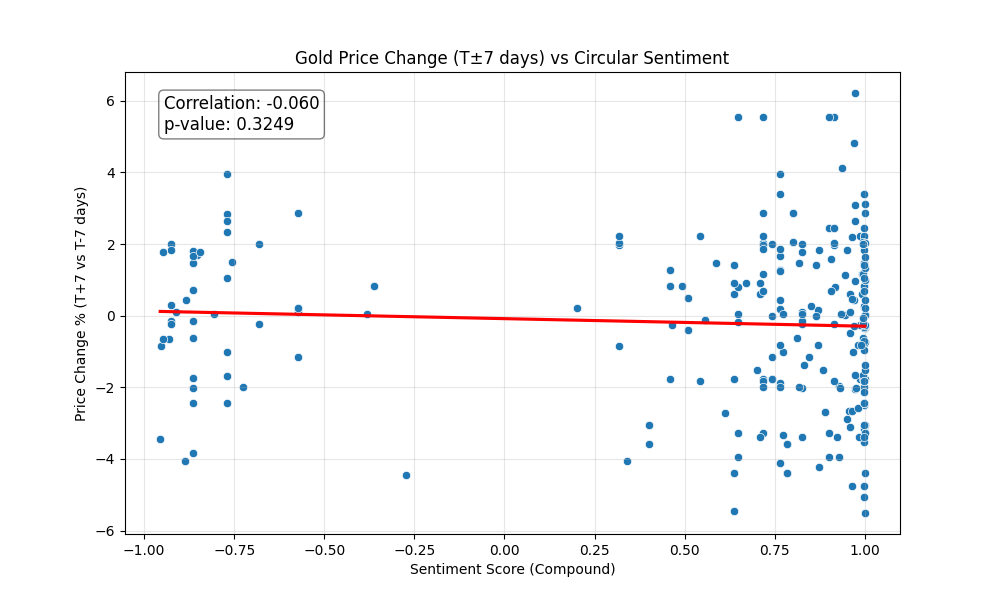 Gold Price Change (T±7 days) vs Circular Sentiment
Correlation: -0.060
p-value: 0.3249
Price Change % (T+7 vs T-7 days)
6
4
2
0
−2
−4
−6
−1.00 −0.75 −0.50 −0.25 0.00 0.25 0.50 0.75 1.00
Sentiment Score (Compound)